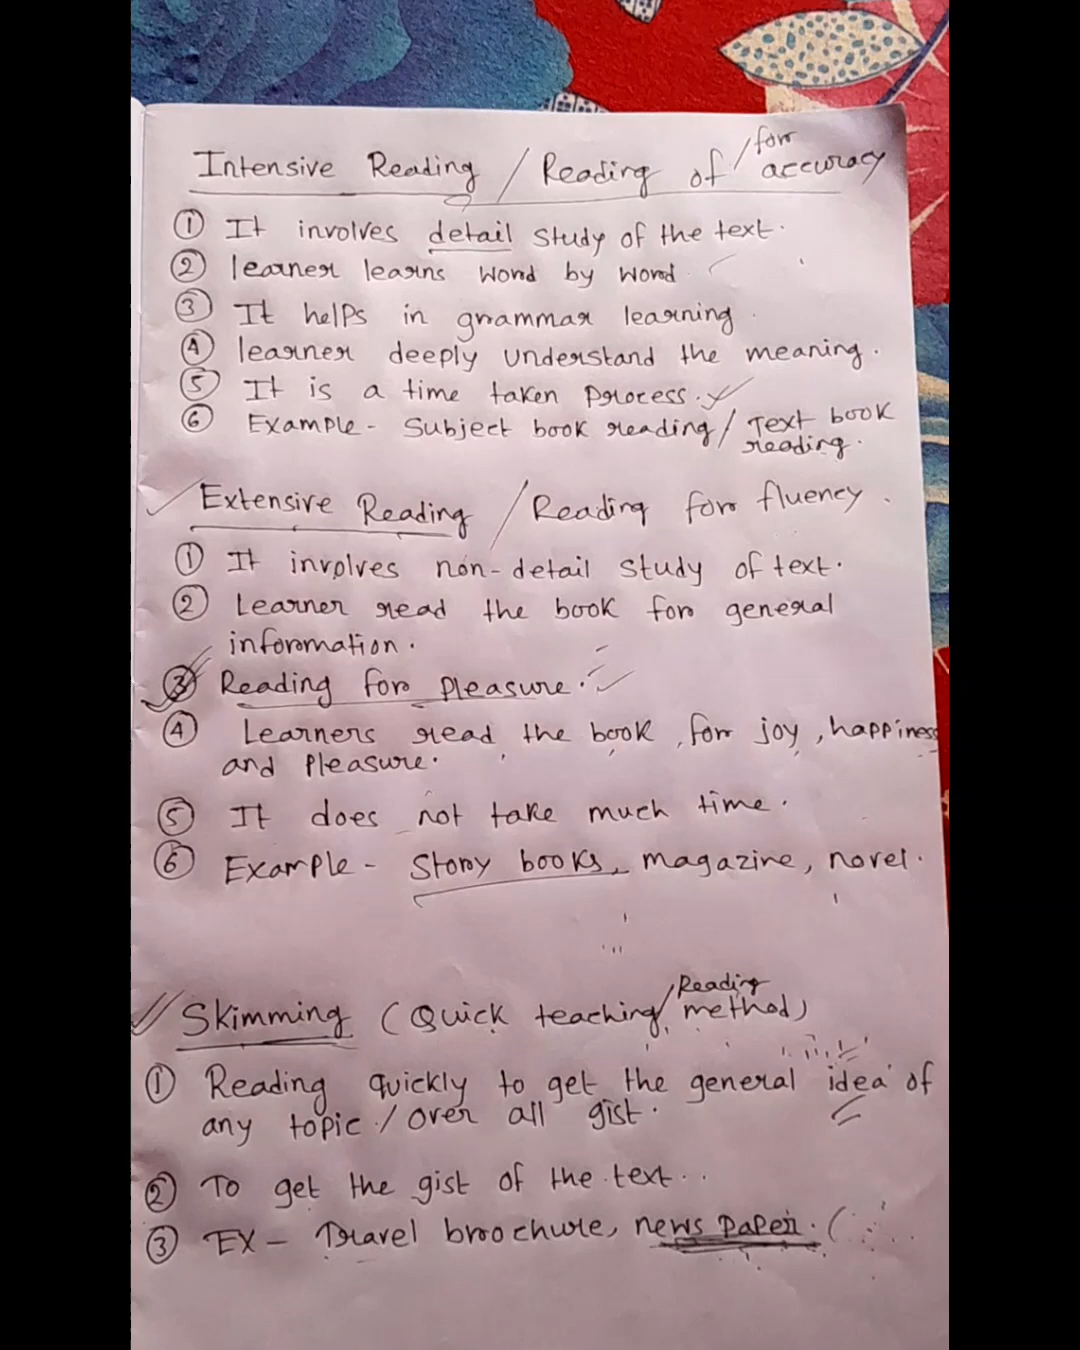 Intensive Reading / Reading of / for accuracy
① It involves detail study of the text.
② learner learns word by word
③ It helps in grammar learning.
④ learner deeply understand the meaning.
⑤ It is a time taken process.
⑥ Example - Subject book reading / Text book
reading.
Extensive Reading / Reading for fluency.
① It involves non-detail study of text.
② Learner read the book for general
information.
③ Reading for pleasure.
④ Learners read the book, for joy, happiness
and pleasure.
⑤ It does not take much time.
⑥ Example - Story books, magazine, novel.
Skimming (Quick teaching / Reading method)
① Reading quickly to get the general idea of
any topic / over all gist.
② To get the gist of the text..
③ EX - Travel brochure, news paper.